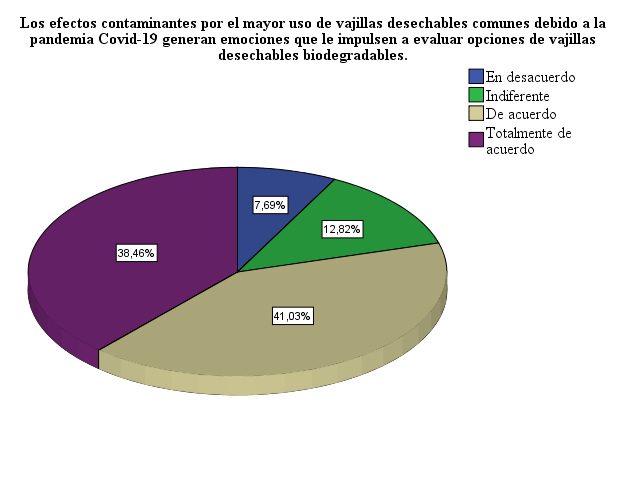 Los efectos contaminantes por el mayor uso de vajillas desechables comunes debido a la
pandemia Covid-19 generan emociones que le impulsen a evaluar opciones de vajillas
desechables biodegradables.
En desacuerdo
Indiferente
De acuerdo
Totalmente de
acuerdo
7,69%
12,82%
38,46%
41,03%